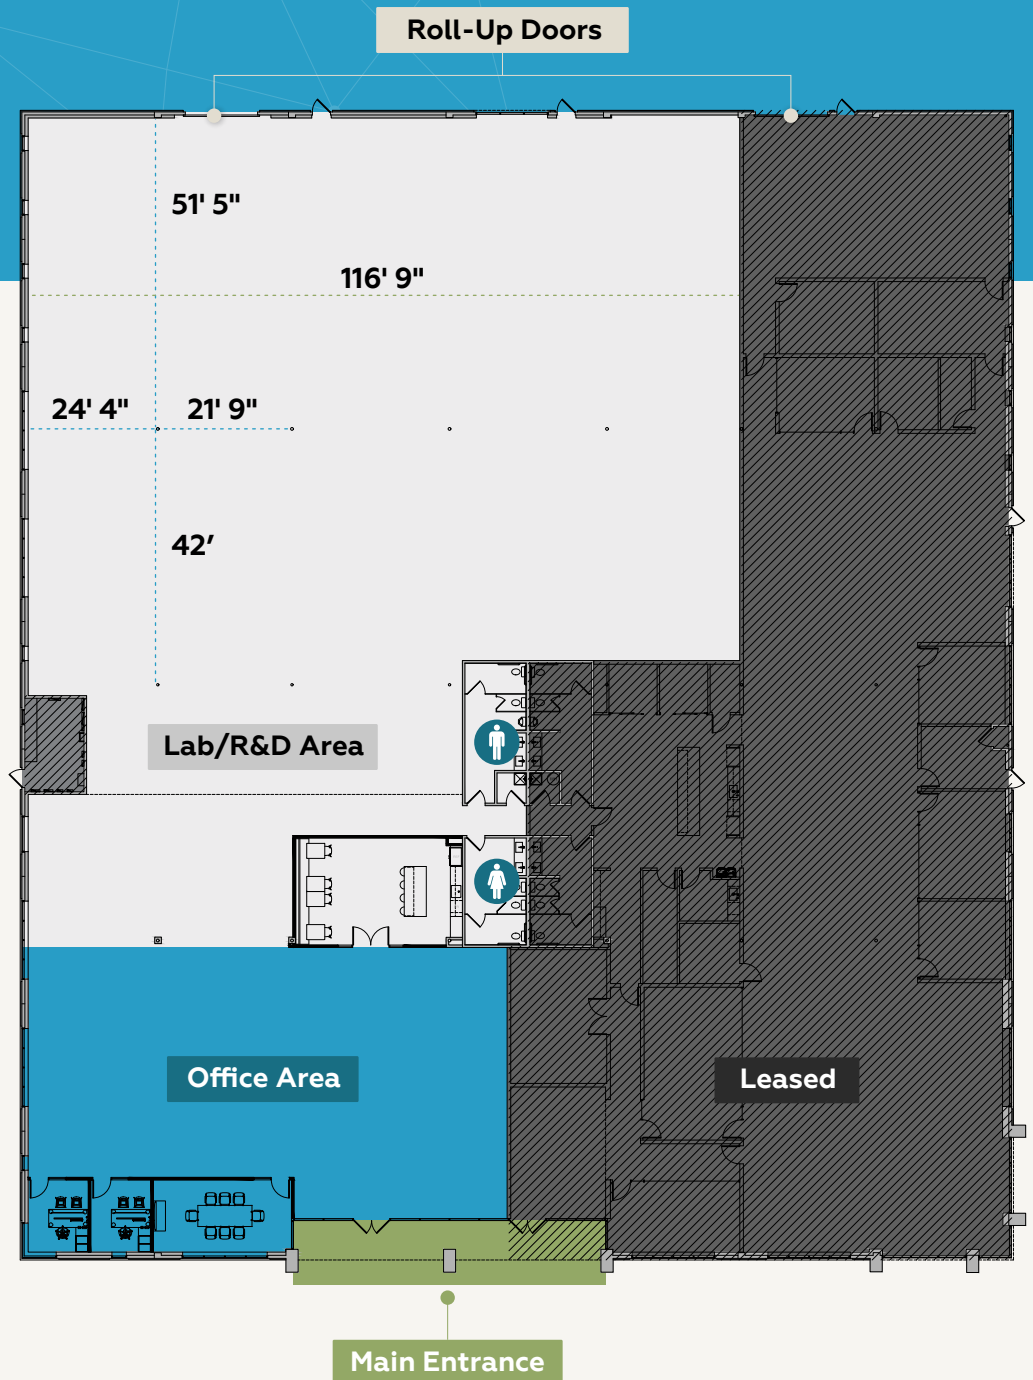 Roll-Up Doors
51' 5"
116' 9"
24' 4"
21' 9"
42′
Lab/R&D Area
Office Area
Leased
Main Entrance